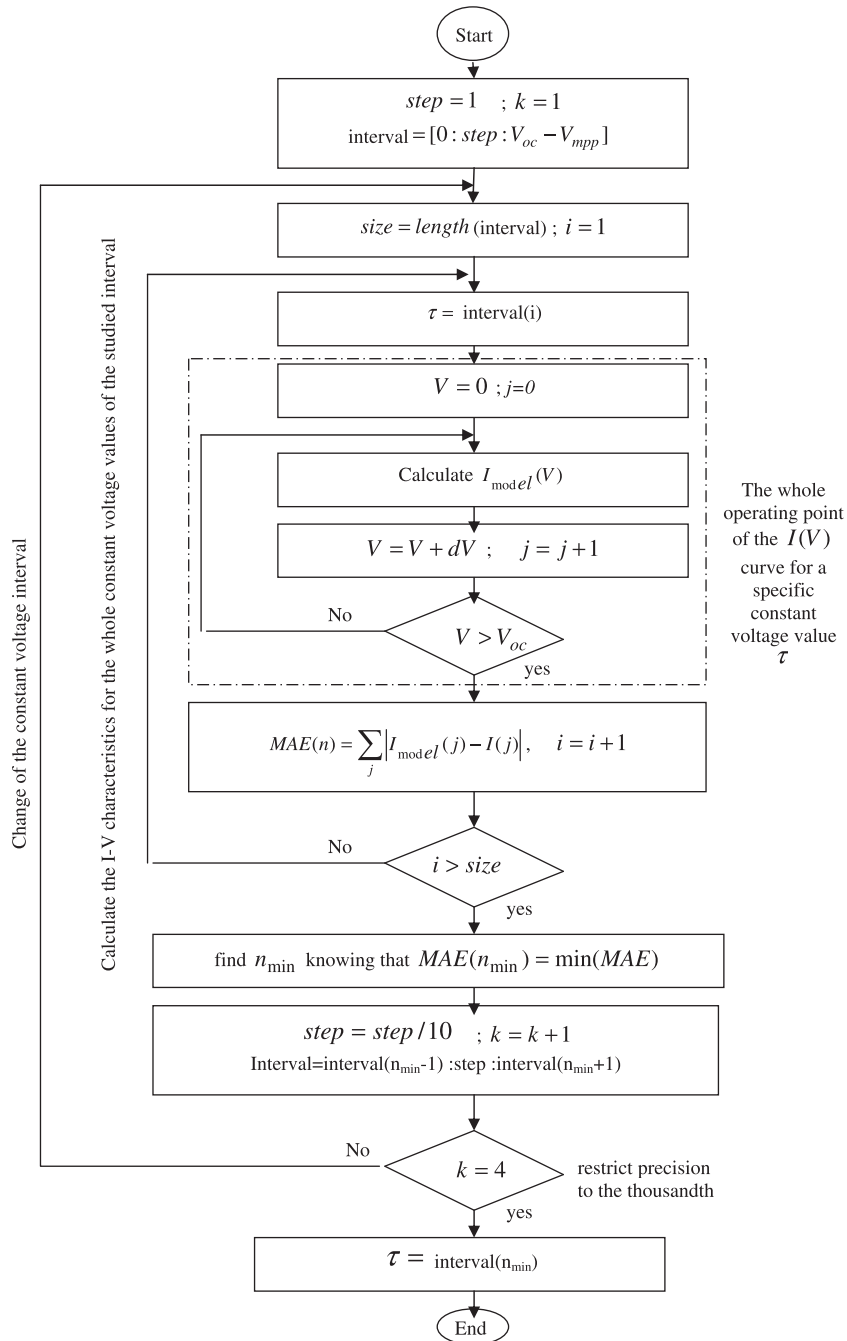 Start
step = 1 ; k = 1
interval = [0 : step : V_oc − V_mpp]
size = length (interval) ; i = 1
τ = interval(i)
V = 0 ; j=0
Calculate I_model(V)
V = V + dV ; j = j + 1
No
V > V_oc
yes
The whole
operating point
of the I(V)
curve for a
specific
constant
voltage value
τ
MAE(n) = ∑_j |I_model(j) − I(j)| , i = i + 1
No
i > size
yes
find n_min knowing that MAE(n_min) = min(MAE)
step = step / 10 ; k = k + 1
Interval=interval(n_min-1) :step :interval(n_min+1)
No
k = 4
restrict precision
to the thousandth
yes
τ = interval(n_min)
End
Change of the constant voltage interval
Calculate the I-V characteristics for the whole constant voltage values of the studied interval